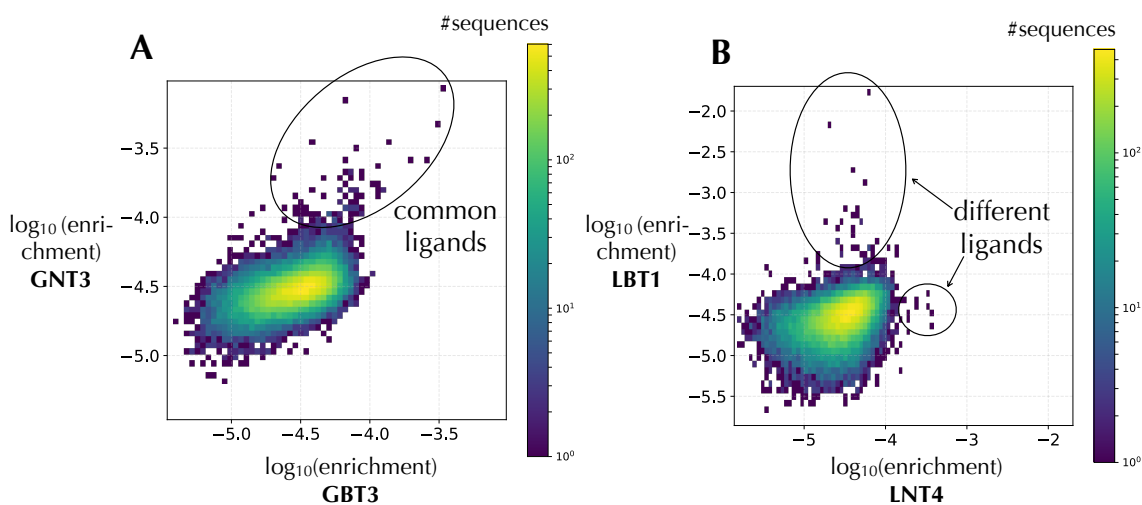 A
#sequences
10²
10¹
10⁰
−3.5
−4.0
−4.5
−5.0
log₁₀(enri-
chment)
GNT3
common
ligands
−5.0 −4.5 −4.0 −3.5
log₁₀(enrichment)
GBT3
B
#sequences
10²
10¹
10⁰
−2.0
−2.5
−3.0
−3.5
−4.0
−4.5
−5.0
−5.5
log₁₀(enri-
chment)
LBT1
different
ligands
−5 −4 −3 −2
log₁₀(enrichment)
LNT4